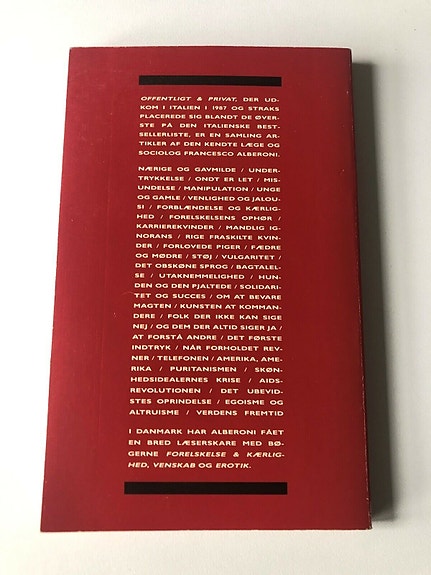 OFFENTLIGT & PRIVAT, DER UD-
KOM I ITALIEN I 1987 OG STRAKS
PLACEREDE SIG BLANDT DE ØVER-
STE PÅ DEN ITALIENSKE BEST-
SELLERLISTE, ER EN SAMLING AR-
TIKLER AF DEN KENDTE LÆGE OG
SOCIOLOG FRANCESCO ALBERONI.
NÆRIGE OG GAVMILDE / UNDER-
TRYKKELSE / ONDT ER LET / MIS-
UNDELSE / MANIPULATION / UNGE
OG GAMLE / VENLIGHED OG JALOU-
SI / FORBLÆNDELSE OG KÆRLIG-
HED / FORELSKELSENS OPHØR /
KARRIEREKVINDER / MANDLIG IG-
NORANS / RIGE FRASKILTE KVIN-
DER / FORLOVEDE PIGER / FÆDRE
OG MØDRE / STØJ / VULGARITET /
DET OBSKØNE SPROG / BAGTALEL-
SE / UTAKNEMMELIGHED / HUN-
DEN OG DEN PJALTEDE / SOLIDARI-
TET OG SUCCES / OM AT BEVARE
MAGTEN / KUNSTEN AT KOMMAN-
DERE / FOLK DER IKKE KAN SIGE
NEJ / OG DEM DER ALTID SIGER JA /
AT FORSTÅ ANDRE / DET FØRSTE
INDTRYK / NÅR FORHOLDET REV-
NER / TELEFONEN / AMERIKA, AME-
RIKA / PURITANISMEN / SKØN-
HEDSIDEALERNES KRISE / AIDS-
REVOLUTIONEN / DET UBEVID-
STES OPRINDELSE / EGOISME OG
ALTRUISME / VERDENS FREMTID
I DANMARK HAR ALBERONI FÅET
EN BRED LÆSERSKARE MED BØ-
GERNE FORELSKELSE & KÆRLIG-
HED, VENSKAB OG EROTIK.